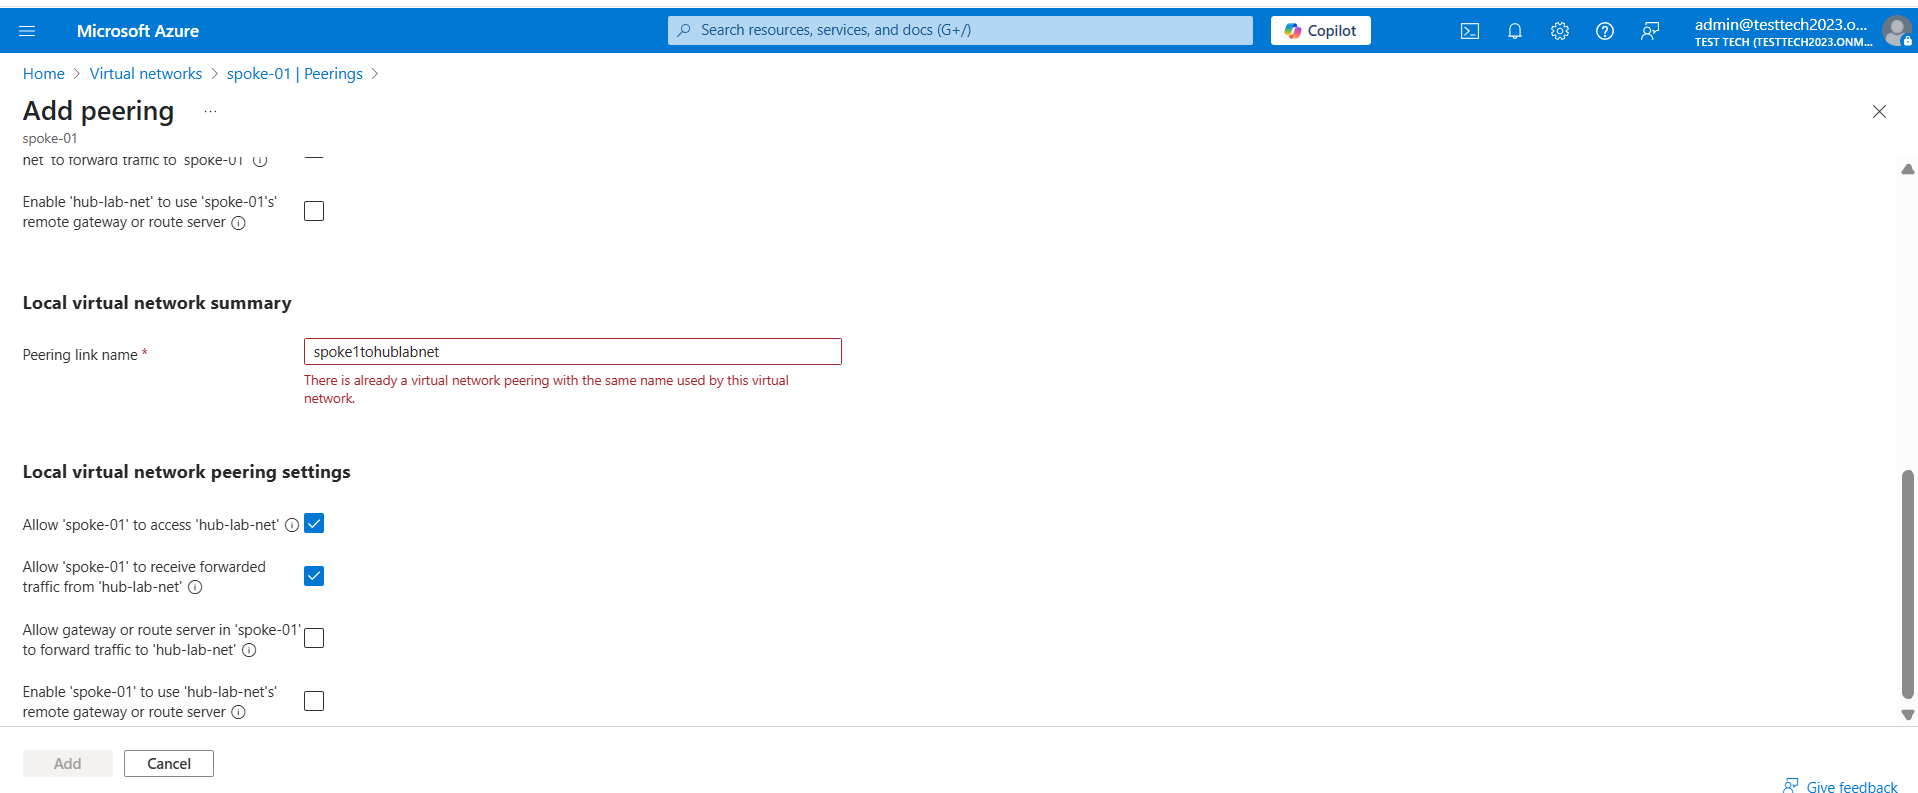 Microsoft Azure
Search resources, services, and docs (G+/)
Copilot
admin@testtech2023.o...
TEST TECH (TESTTECH2023.ONM...
Home > Virtual networks > spoke-01 | Peerings >
Add peering ...
spoke-01
net' to forward traffic to 'spoke-01'
Enable 'hub-lab-net' to use 'spoke-01's'
remote gateway or route server
Local virtual network summary
Peering link name *
spoke1tohublabnet
There is already a virtual network peering with the same name used by this virtual
network.
Local virtual network peering settings
Allow 'spoke-01' to access 'hub-lab-net'
Allow 'spoke-01' to receive forwarded
traffic from 'hub-lab-net'
Allow gateway or route server in 'spoke-01'
to forward traffic to 'hub-lab-net'
Enable 'spoke-01' to use 'hub-lab-net's'
remote gateway or route server
Add
Cancel
Give feedback